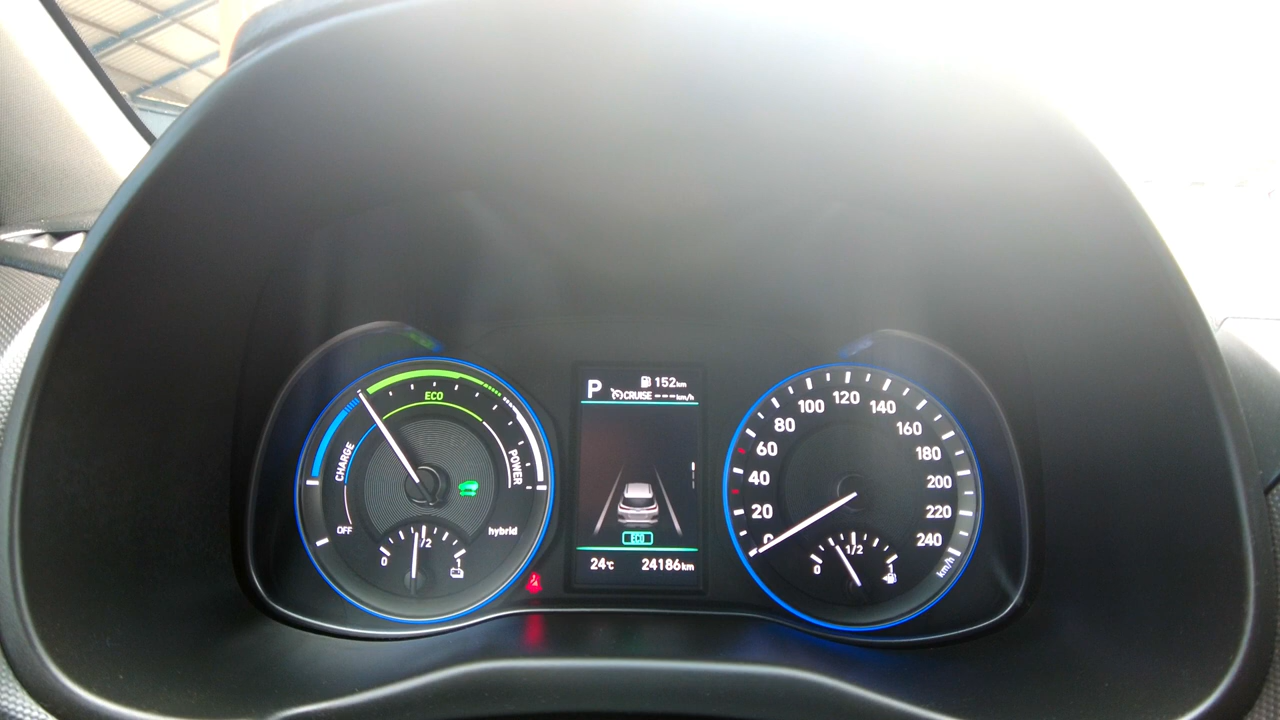 ECO
CHARGE
POWER
OFF
hybrid
0
1/2
1
P
152km
CRUISE ---km/h
ECO
24°C
24186km
0
20
40
60
80
100
120
140
160
180
200
220
240
km/h
0
1/2
1